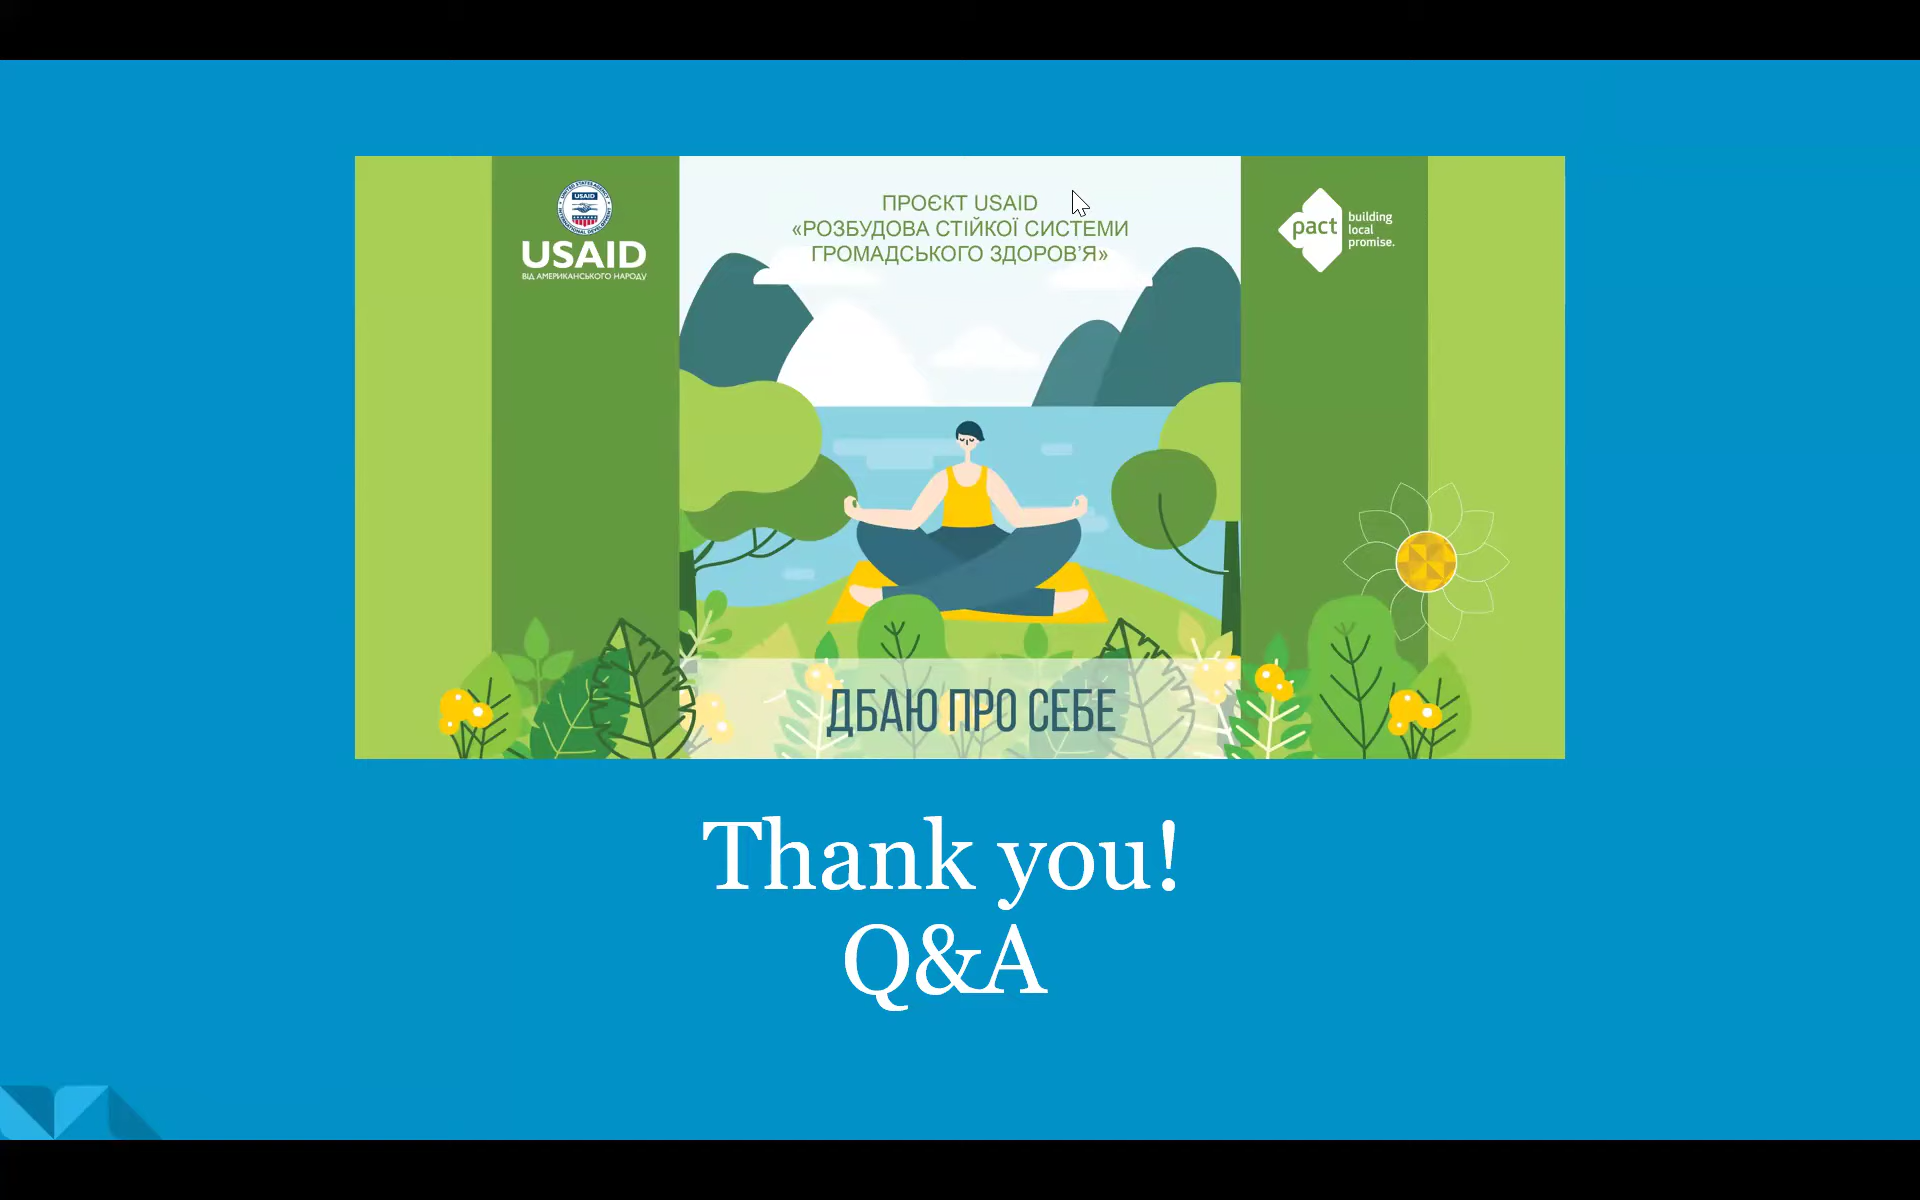 USAID
ВІД АМЕРИКАНСЬКОГО НАРОДУ
ПРОЄКТ USAID
«РОЗБУДОВА СТІЙКОЇ СИСТЕМИ
ГРОМАДСЬКОГО ЗДОРОВ’Я»
pact
building
local
promise.
ДБАЮ ПРО СЕБЕ
Thank you!
Q&A